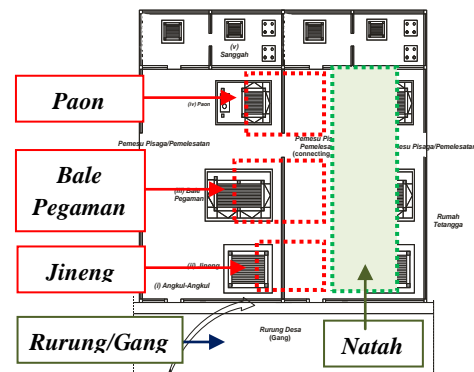 (v)
Sanggah
Paon
(iv) Paon
Pemesu Pisaga/Pemelesatan
Pemesu Pis
Pemelesa
(connecting
esu Pisaga/Pemelesatan
Bale
Pegaman
(iii) Bale
Pegaman
Rumah
Tetangga
Jineng
(ii) Jineng
(i) Angkul-Angkul
Rurung/Gang
Rurung Desa
(Gang)
Natah